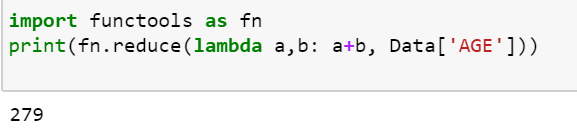 import functools as fn
print(fn.reduce(lambda a,b: a+b, Data['AGE']))
279